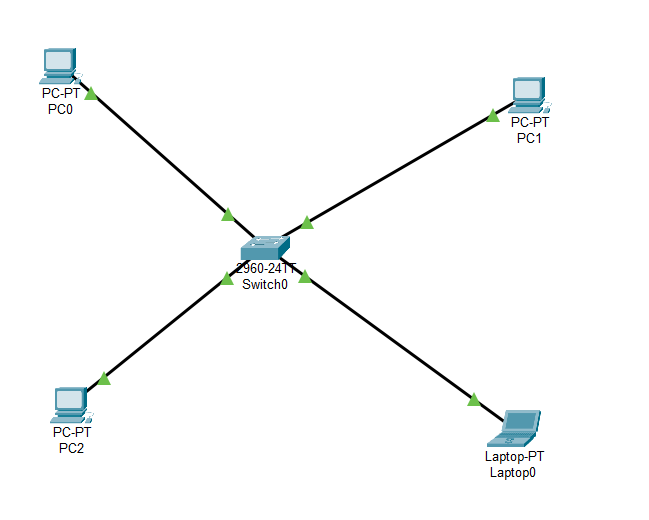 PC-PT
PC0
PC-PT
PC1
2960-24TT
Switch0
PC-PT
PC2
Laptop-PT
Laptop0